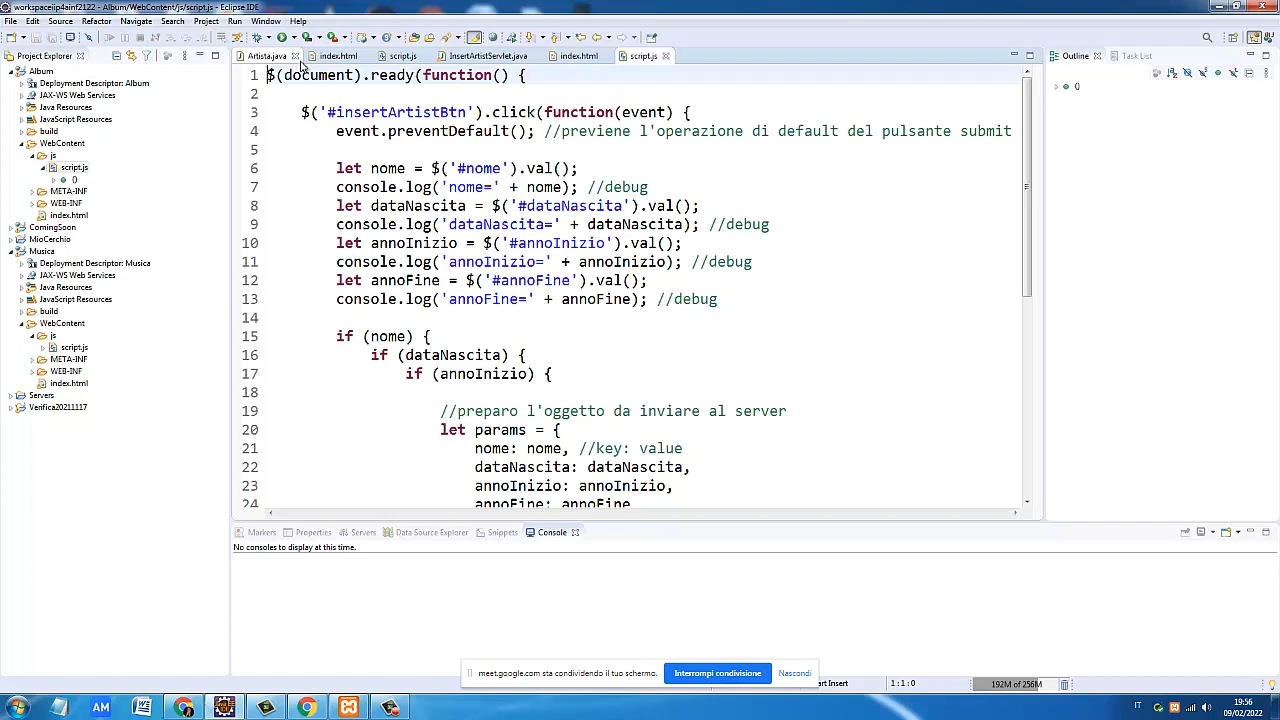 workspaceiip4ainf2122 - Album/WebContent/js/script.js - Eclipse IDE
File Edit Source Refactor Navigate Search Project Run Window Help
Project Explorer
Artista.java index.html script.js InsertArtistServlet.java index.html script.js
Outline Task List
Album
Deployment Descriptor: Album
JAX-WS Web Services
Java Resources
JavaScript Resources
build
WebContent
js
script.js
()
META-INF
WEB-INF
index.html
ComingSoon
MioCerchio
Musica
Deployment Descriptor: Musica
JAX-WS Web Services
Java Resources
JavaScript Resources
build
WebContent
js
script.js
META-INF
WEB-INF
index.html
Servers
Verifica20211117
1 $(document).ready(function() {
2
3 $('#insertArtistBtn').click(function(event) {
4 event.preventDefault(); //previene l'operazione di default del pulsante submit
5
6 let nome = $('#nome').val();
7 console.log('nome=' + nome); //debug
8 let dataNascita = $('#dataNascita').val();
9 console.log('dataNascita=' + dataNascita); //debug
10 let annoInizio = $('#annoInizio').val();
11 console.log('annoInizio=' + annoInizio); //debug
12 let annoFine = $('#annoFine').val();
13 console.log('annoFine=' + annoFine); //debug
14
15 if (nome) {
16 if (dataNascita) {
17 if (annoInizio) {
18
19 //preparo l'oggetto da inviare al server
20 let params = {
21 nome: nome, //key: value
22 dataNascita: dataNascita,
23 annoInizio: annoInizio,
24 annoFine: annoFine
()
Markers Properties Servers Data Source Explorer Snippets Console
No consoles to display at this time.
meet.google.com sta condividendo il tuo schermo. Interrompi condivisione Nascondi
Insert 1:1:0 192M of 256M
AM IT 19:56
09/02/2022